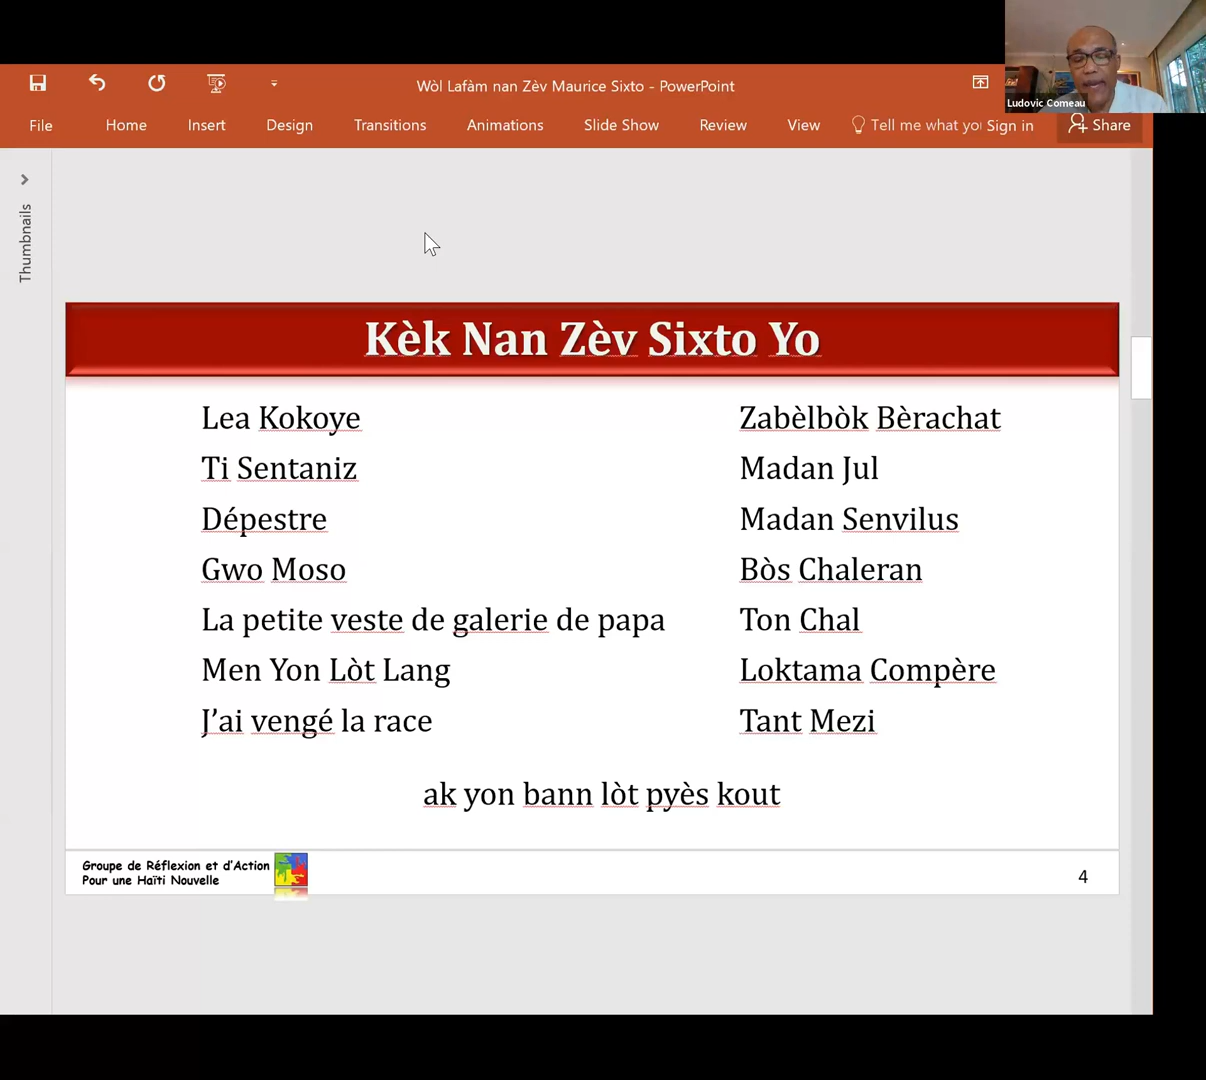 Wòl Lafàm nan Zèv Maurice Sixto - PowerPoint
Ludovic Comeau
File Home Insert Design Transitions Animations Slide Show Review View Tell me what you Sign in Share
Thumbnails
Kèk Nan Zèv Sixto Yo
Lea Kokoye
Ti Sentaniz
Dépestre
Gwo Moso
La petite veste de galerie de papa
Men Yon Lòt Lang
J’ai vengé la race
Zabèlbòk Bèrachat
Madan Jul
Madan Senvilus
Bòs Chaleran
Ton Chal
Loktama Compère
Tant Mezi
ak yon bann lòt pyès kout
Groupe de Réflexion et d’Action
Pour une Haïti Nouvelle
4